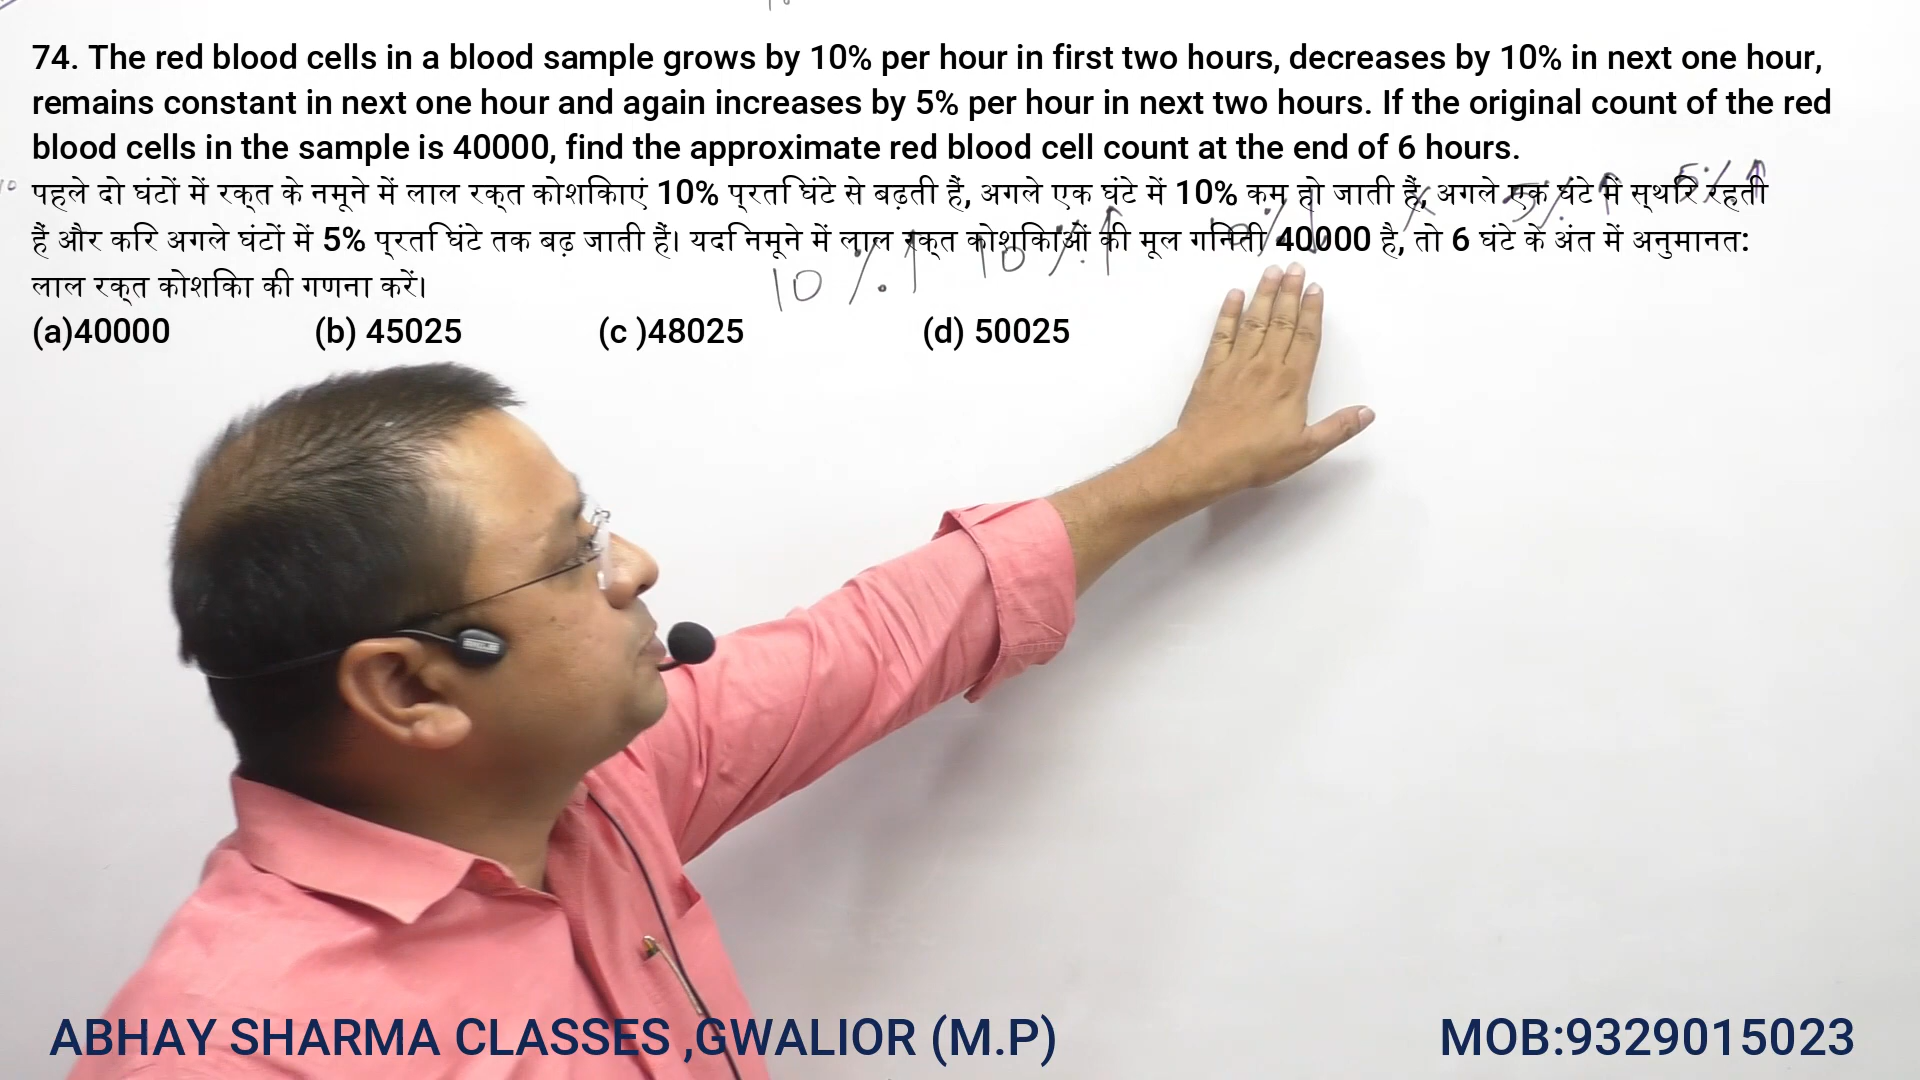 74. The red blood cells in a blood sample grows by 10% per hour in first two hours, decreases by 10% in next one hour,
remains constant in next one hour and again increases by 5% per hour in next two hours. If the original count of the red
blood cells in the sample is 40000, find the approximate red blood cell count at the end of 6 hours.
पहले दो घंटों में रक्त के नमूने में लाल रक्त कोशिकाएं 10% प्रति घंटे से बढ़ती हैं, अगले एक घंटे में 10% कम हो जाती हैं, अगले एक घंटे में स्थिर रहती
हैं और फिर अगले घंटों में 5% प्रति घंटे तक बढ़ जाती हैं। यदि नमूने में लाल रक्त कोशिकाओं की मूल गिनती 40000 है, तो 6 घंटे के अंत में अनुमानत:
लाल रक्त कोशिका की गणना करें।
10 %↑ 10 %↑ 10%↓ × 5%↑ 5%↑
(a)40000 (b) 45025 (c )48025 (d) 50025
ABHAY SHARMA CLASSES ,GWALIOR (M.P) MOB:9329015023